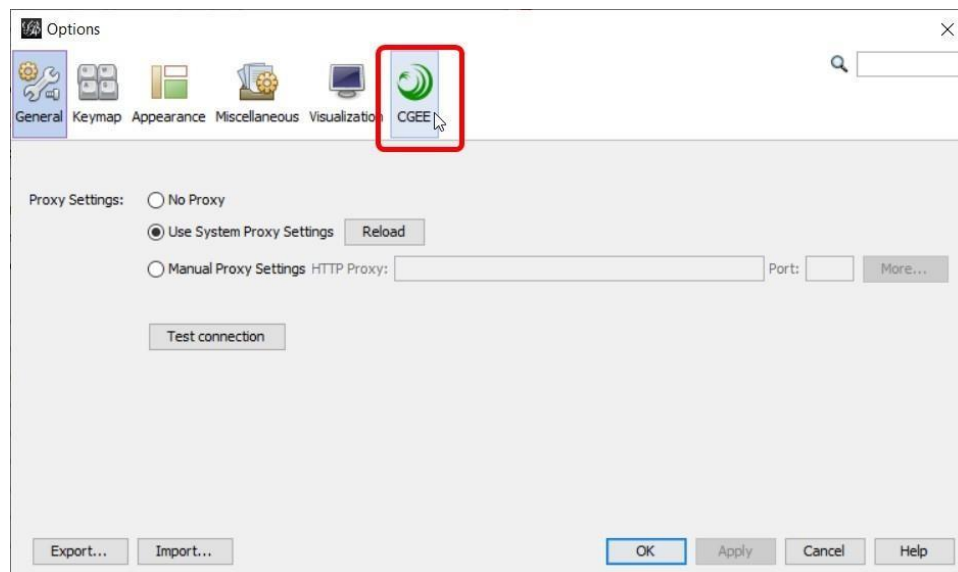 Options
General Keymap Appearance Miscellaneous Visualization CGEE
Proxy Settings: No Proxy
Use System Proxy Settings Reload
Manual Proxy Settings HTTP Proxy: Port: More...
Test connection
Export... Import... OK Apply Cancel Help